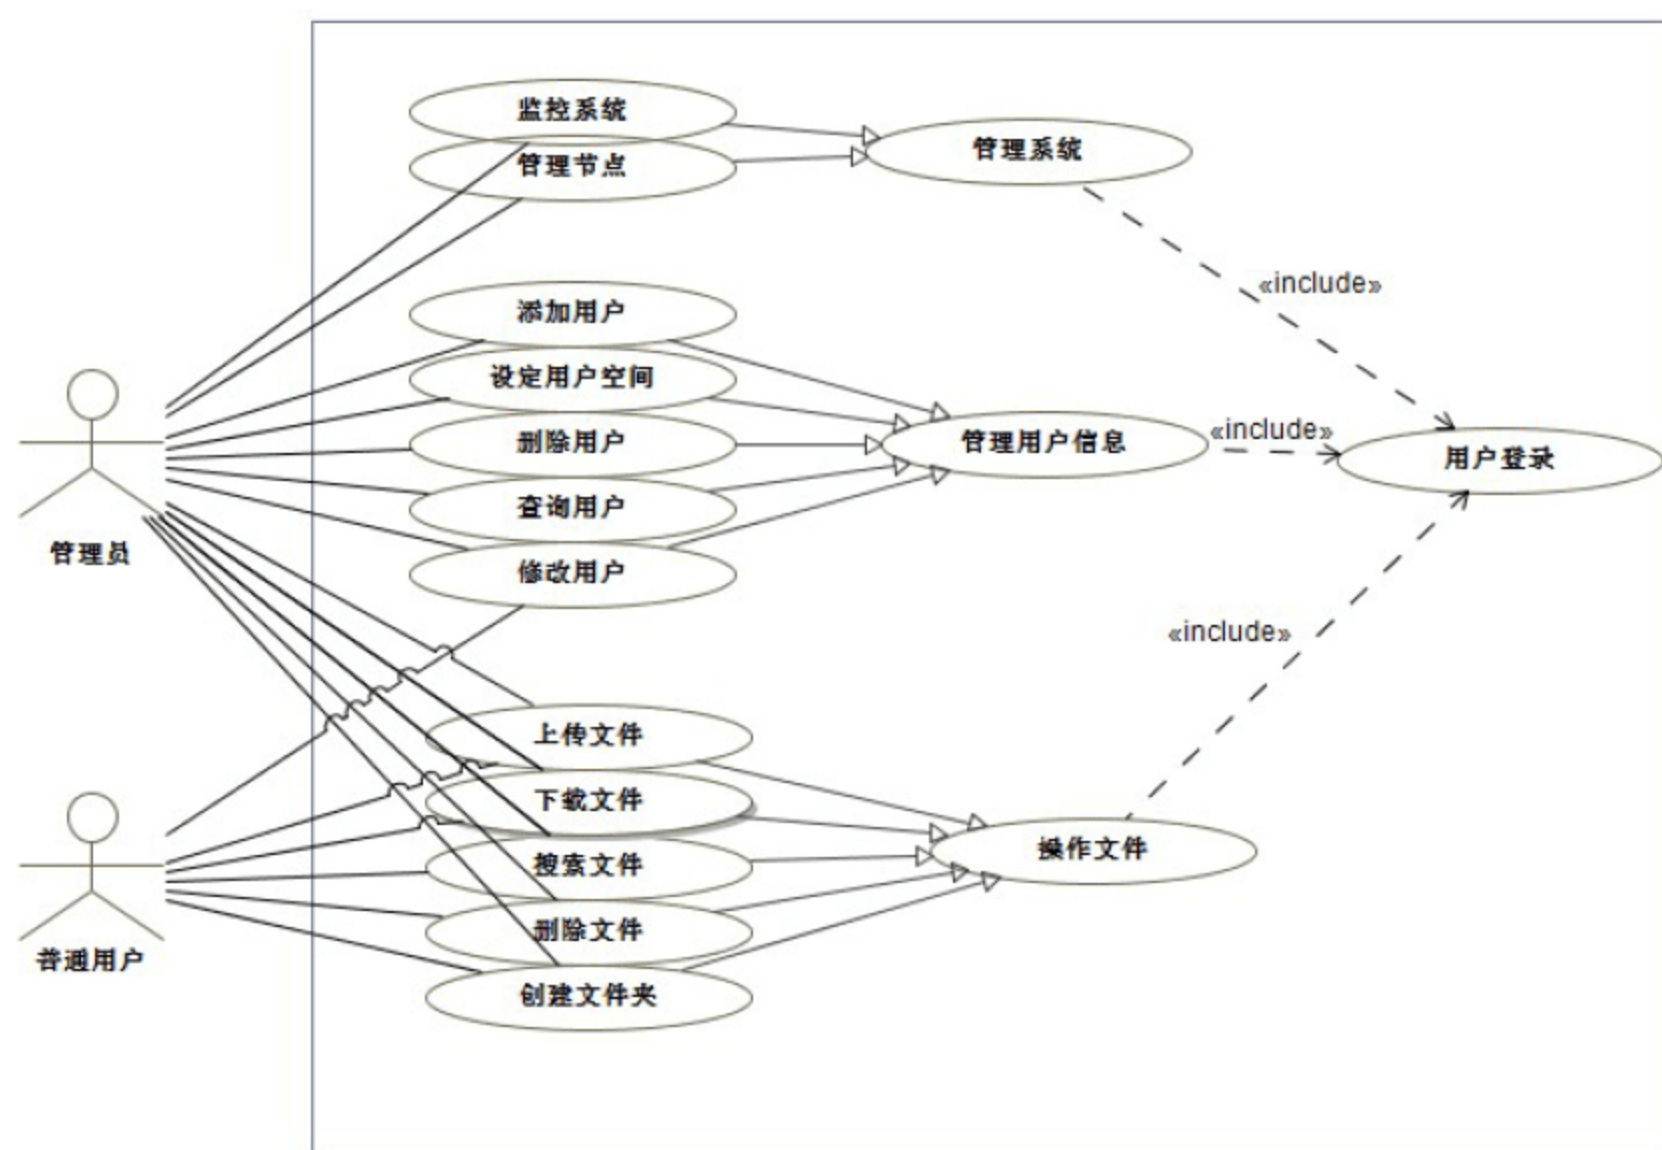 监控系统
管理节点
管理系统
«include»
添加用户
设定用户空间
删除用户
查询用户
修改用户
管理用户信息
«include»
用户登录
管理员
«include»
上传文件
下载文件
搜索文件
删除文件
创建文件夹
操作文件
普通用户